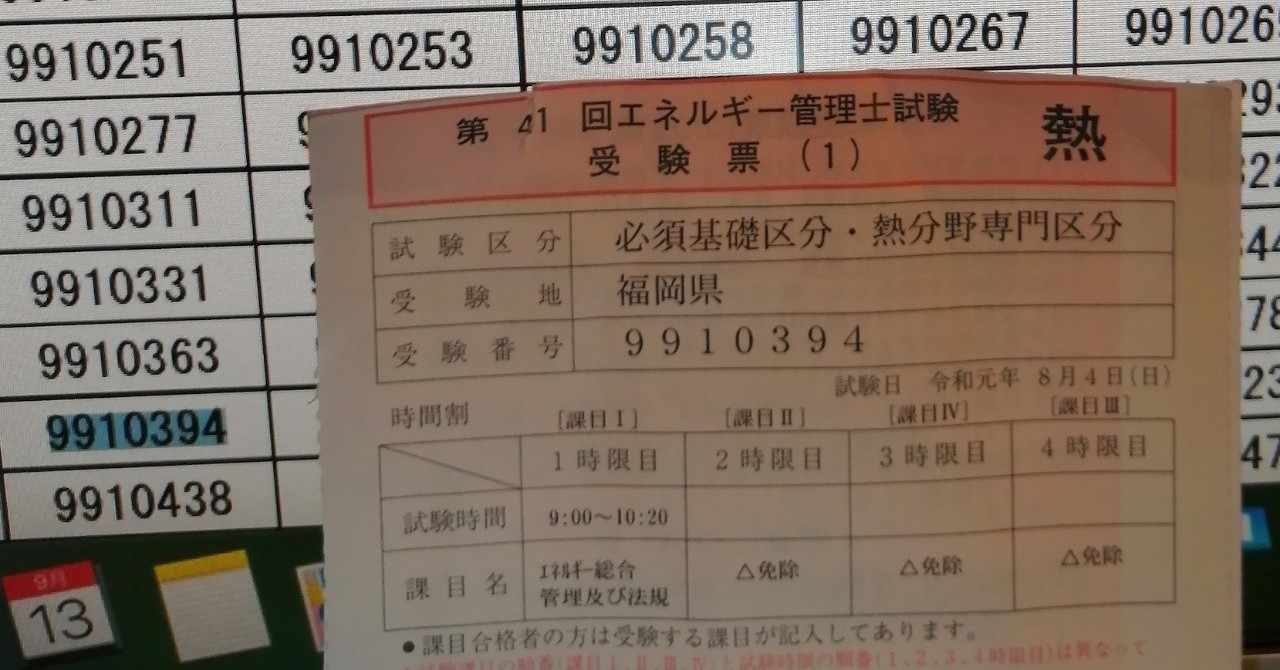 9910251 9910253 9910258 9910267
9910277
9910311
9910331
9910363
9910394
9910438
9月
13
第 41 回エネルギー管理士試験 熱
受 験 票 （1）
試 験 区 分 必須基礎区分・熱分野専門区分
受 験 地 福岡県
受 験 番 号 ９９１０３９４
試験日 令和元年 8月4日(日)
時間割 [課目Ⅰ] [課目Ⅱ] [課目Ⅳ] [課目Ⅲ]
1時限目 2時限目 3時限目 4時限目
試験時間 9:00～10:20
課 目 名 ｴﾈﾙｷﾞｰ総合管理及び法規 △免除 △免除 △免除
●課目合格者の方は受験する課目が記入してあります。